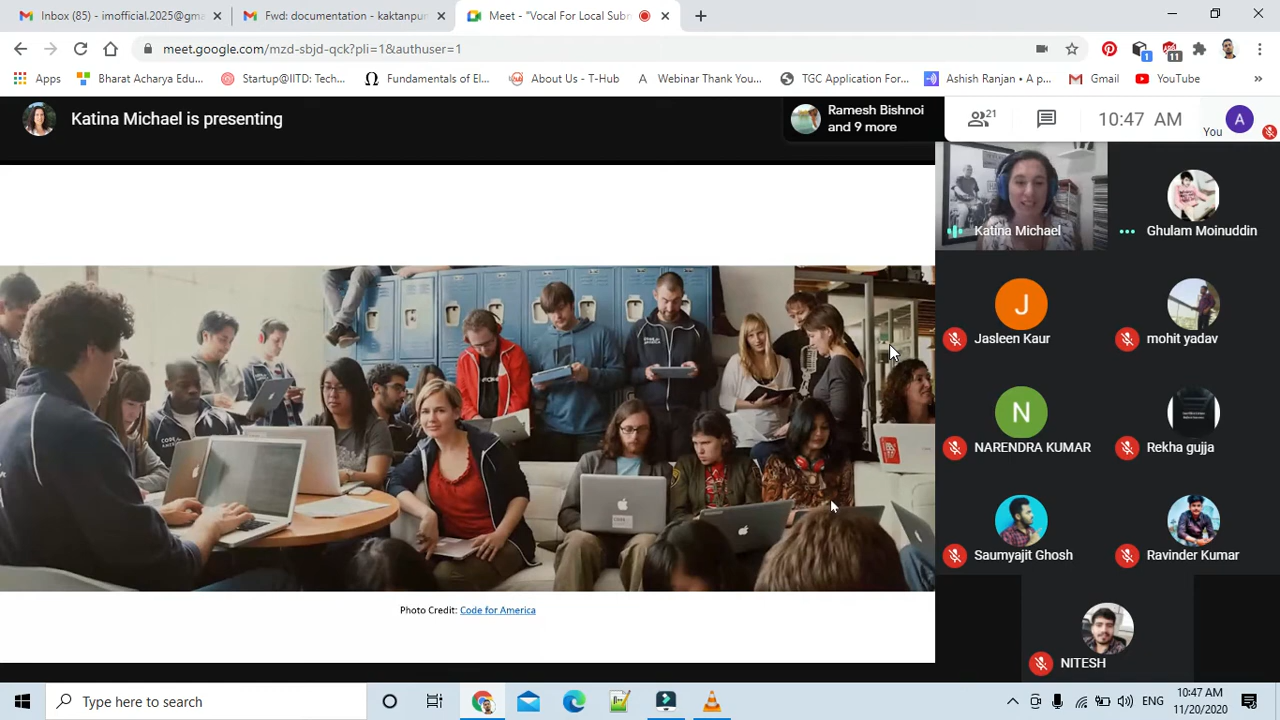 Inbox (85) - imofficial.2025@gma
Fwd: documentation - kaktanpur
Meet - "Vocal For Local Subm
meet.google.com/mzd-sbjd-qck?pli=1&authuser=1
Apps
Bharat Acharya Edu...
Startup@IITD: Tech...
Fundamentals of El...
About Us - T-Hub
Webinar Thank You...
TGC Application For...
Ashish Ranjan • A p...
Gmail
YouTube
»
1
11
Katina Michael is presenting
Ramesh Bishnoi
and 9 more
21
10:47 AM
You
A
Katina Michael
Ghulam Moinuddin
J
Jasleen Kaur
mohit yadav
N
NARENDRA KUMAR
Rekha gujja
Saumyajit Ghosh
Ravinder Kumar
NITESH
Photo Credit: Code for America
Type here to search
ENG
10:47 AM
11/20/2020